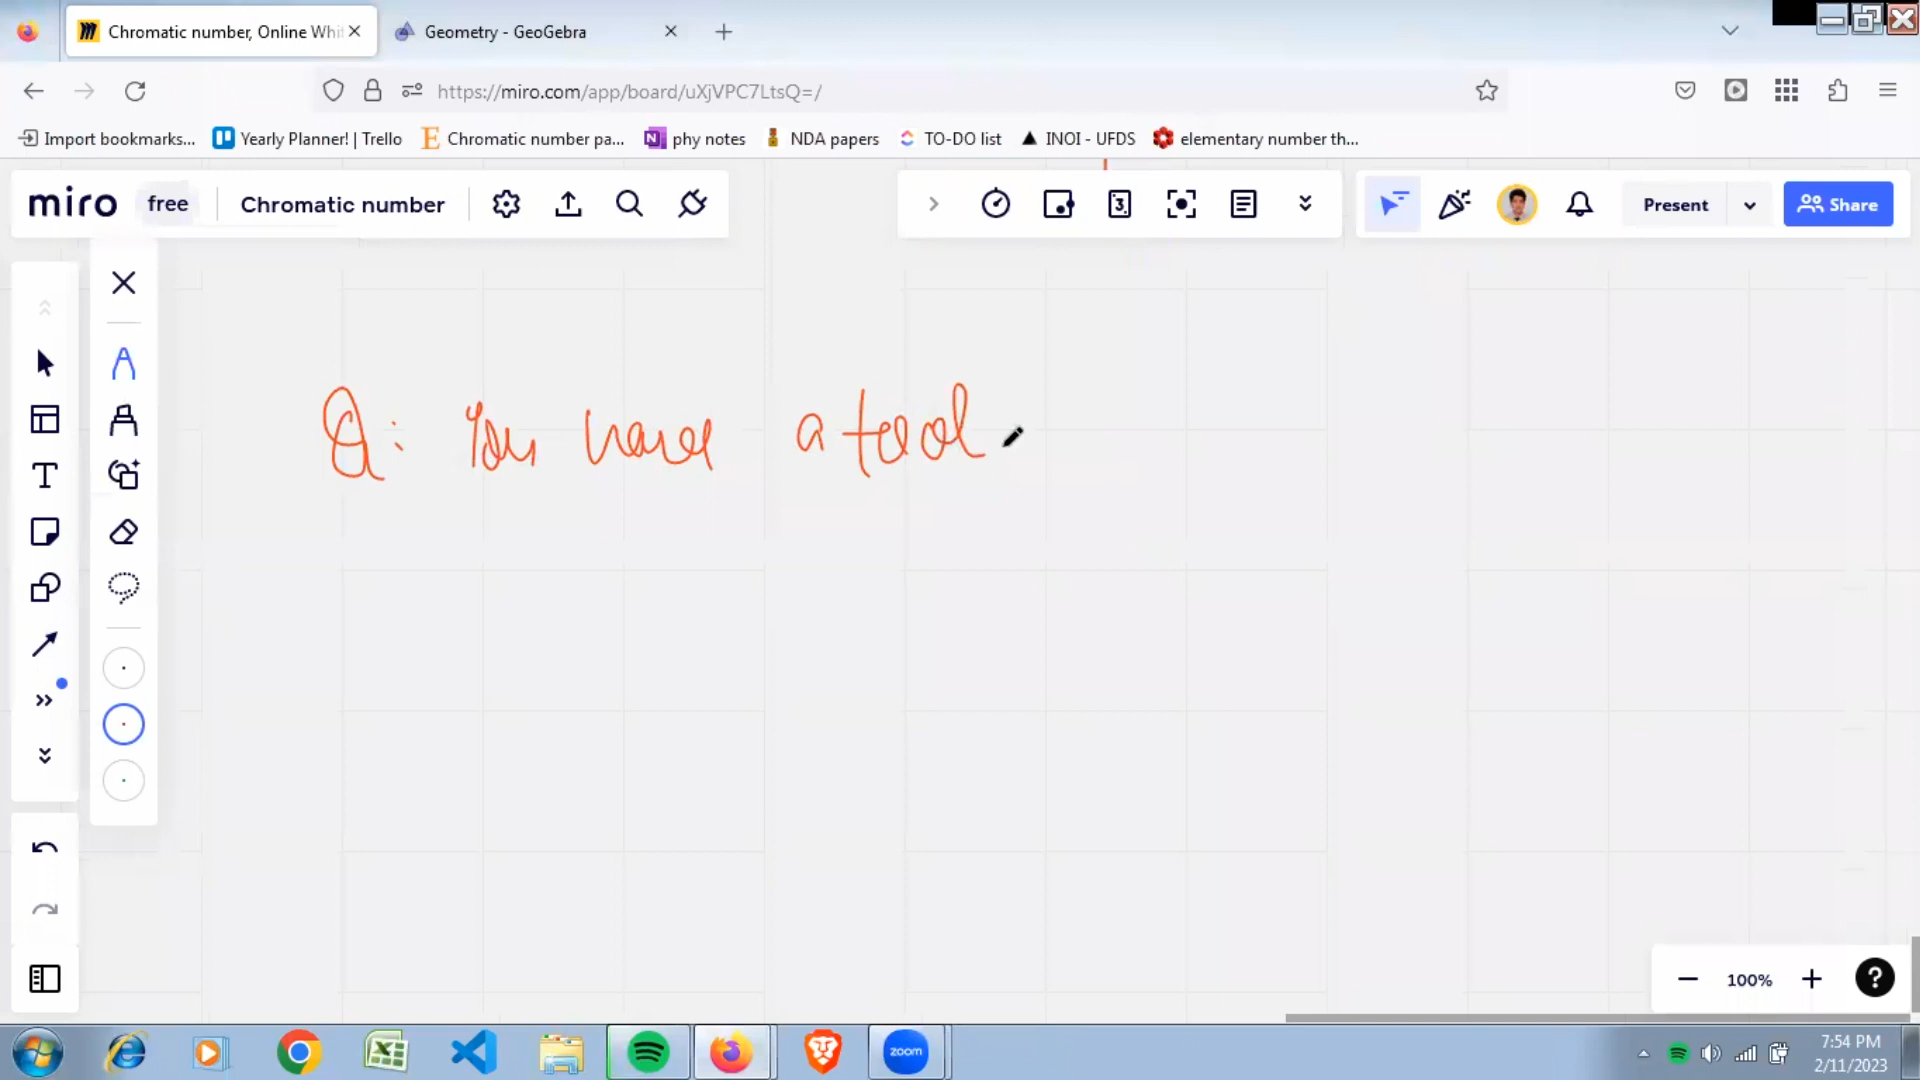 Chromatic number, Online Whi
Geometry - GeoGebra
https://miro.com/app/board/uXjVPC7LtsQ=/
Import bookmarks...
Yearly Planner! | Trello
Chromatic number pa...
phy notes
NDA papers
TO-DO list
INOI - UFDS
elementary number th...
miro
free
Chromatic number
3
Present
Share
Q: You have a tool
100%
?
zoom
7:54 PM
2/11/2023